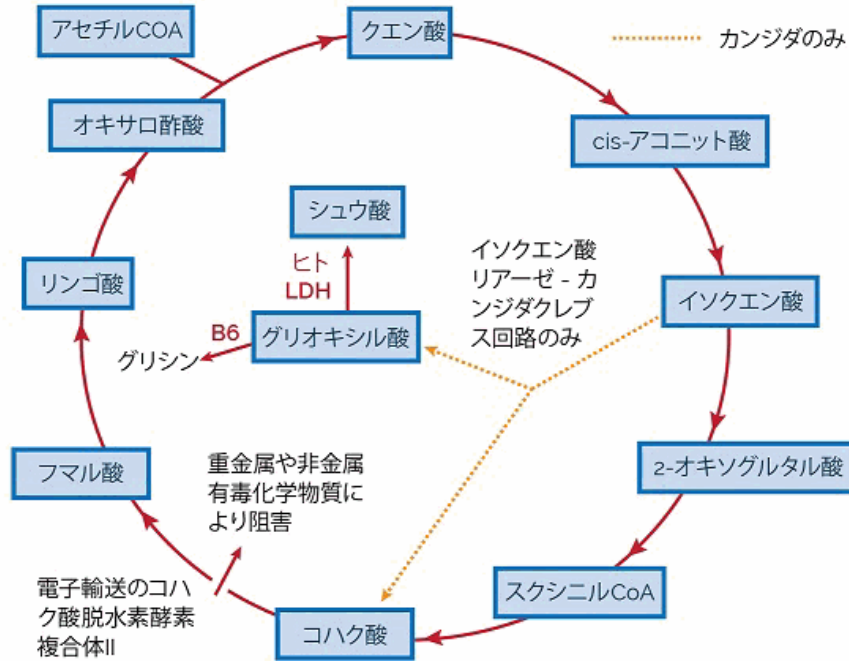 アセチルCOA
クエン酸
カンジダのみ
オキサロ酢酸
cis-アコニット酸
シュウ酸
ヒト
LDH
イソクエン酸
リアーゼ - カ
ンジダクレブ
ス回路のみ
リンゴ酸
イソクエン酸
B6
グリオキシル酸
グリシン
フマル酸
重金属や非金属
有毒化学物質に
より阻害
2-オキソグルタル酸
電子輸送のコハ
ク酸脱水素酵素
複合体II
スクシニルCoA
コハク酸